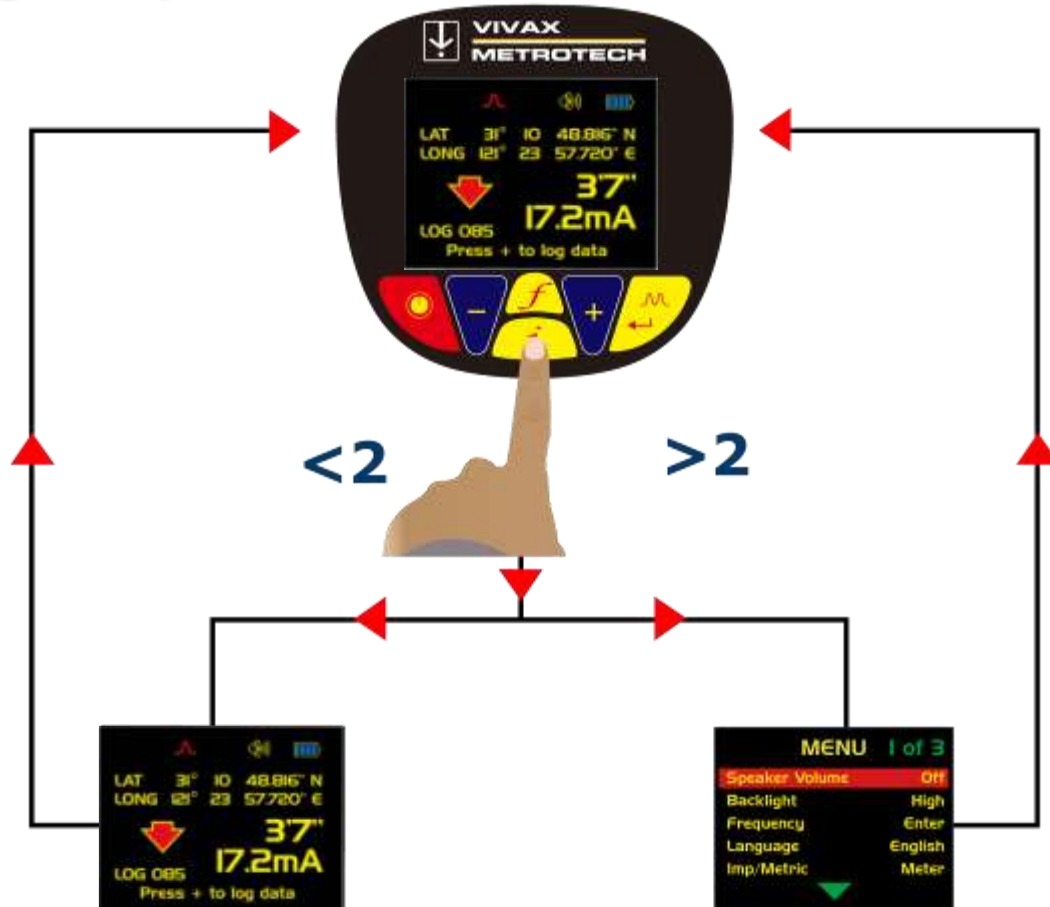 VIVAX
METROTECH
LAT 31° 10 48.816" N
LONG 121° 23 57.720" E
3'7"
17.2mA
LOG 085
Press + to log data
- f +
i
<2
>2
LAT 31° 10 48.816" N
LONG 121° 23 57.720" E
3'7"
17.2mA
LOG 085
Press + to log data
MENU 1 of 3
Speaker Volume Off
Backlight High
Frequency Enter
Language English
Imp/Metric Meter